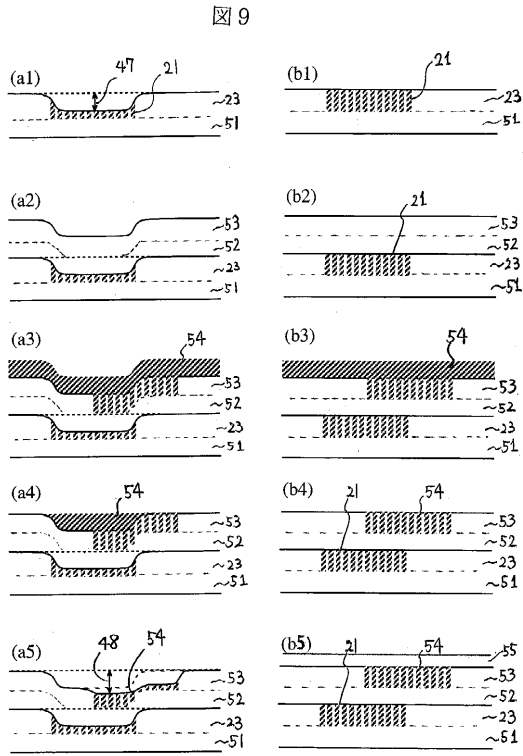 図9
(a1) 47 21 23 51
(b1) 21 23 51
(a2) 53 52 23 51
(b2) 21 53 52 23 51
(a3) 54 53 52 23 51
(b3) 54 53 52 23 51
(a4) 54 53 52 23 51
(b4) 21 54 53 52 23 51
(a5) 48 54 53 52 23 51
(b5) 21 54 55 53 52 23 51